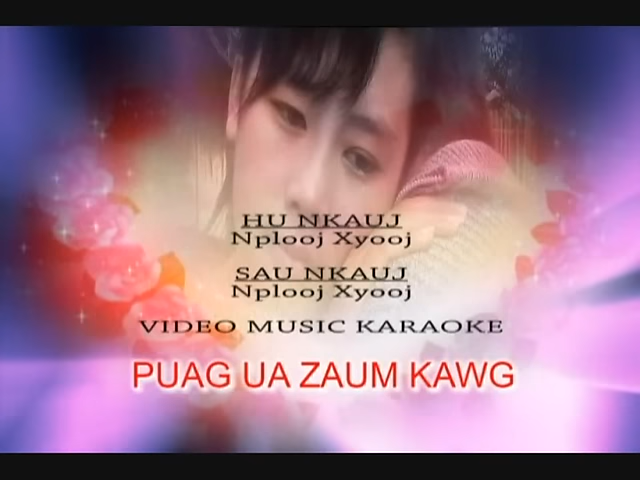 HU NKAUJ
Nplooj Xyooj
SAU NKAUJ
Nplooj Xyooj
VIDEO MUSIC KARAOKE
PUAG UA ZAUM KAWG